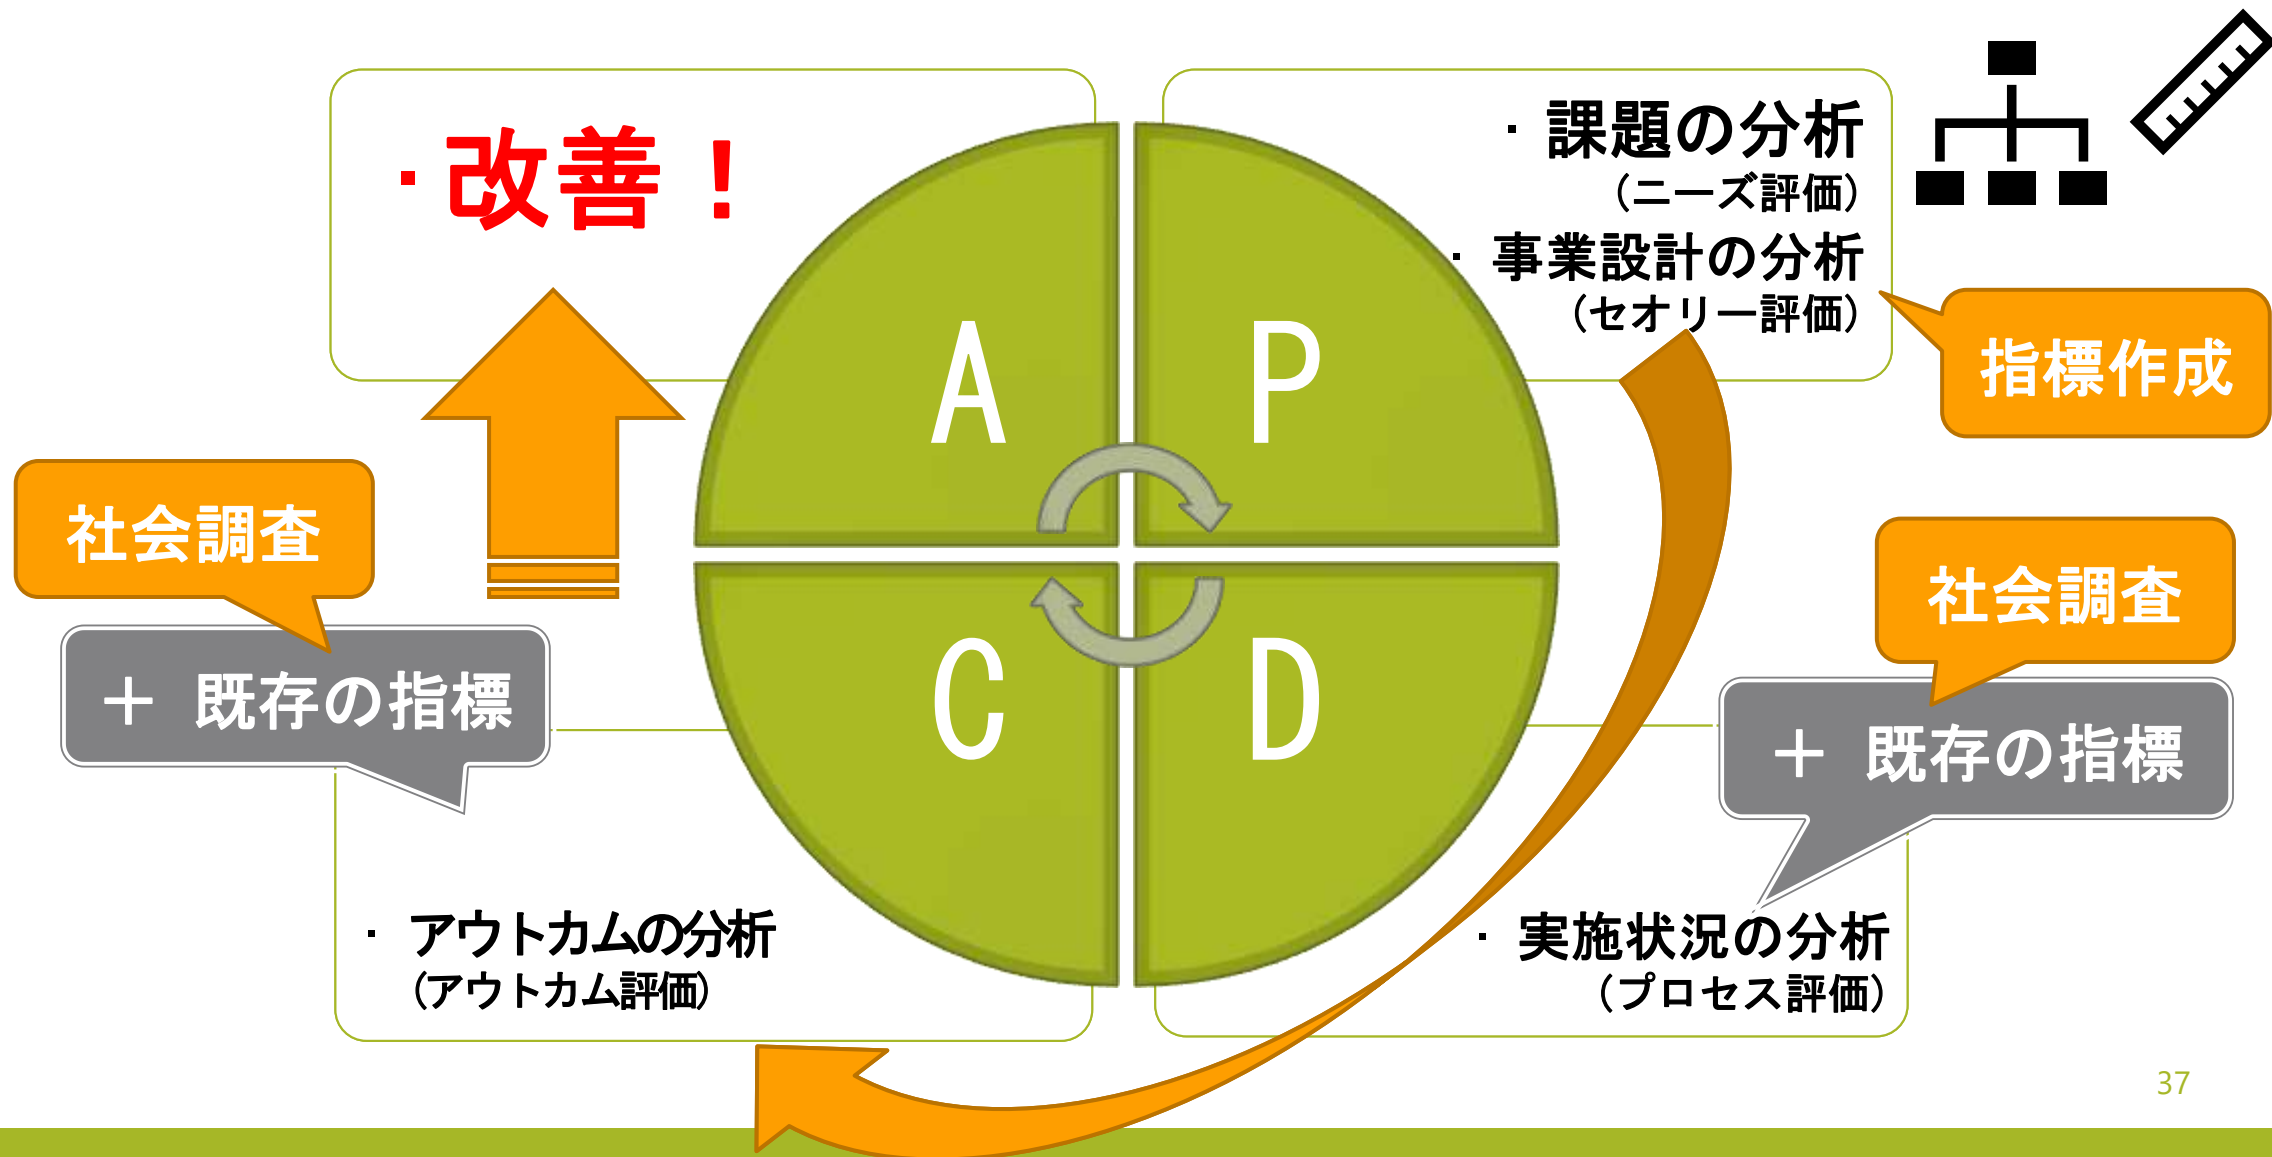 ・改善！
・課題の分析
（ニーズ評価）
・事業設計の分析
（セオリー評価）
指標作成
A
P
社会調査
＋ 既存の指標
社会調査
＋ 既存の指標
C
D
・アウトカムの分析
（アウトカム評価）
・実施状況の分析
（プロセス評価）
37